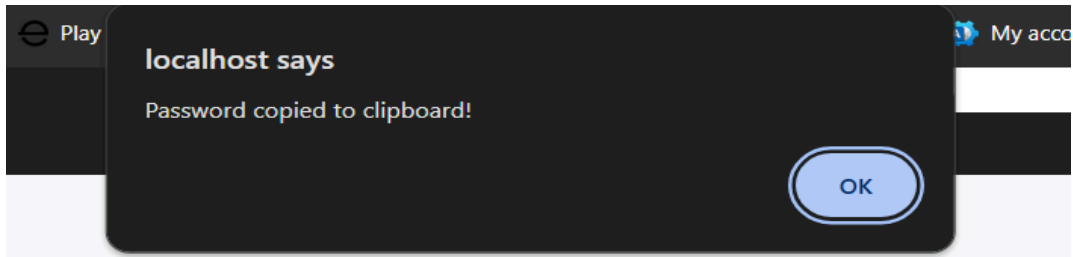 Play
My acco
localhost says
Password copied to clipboard!
OK